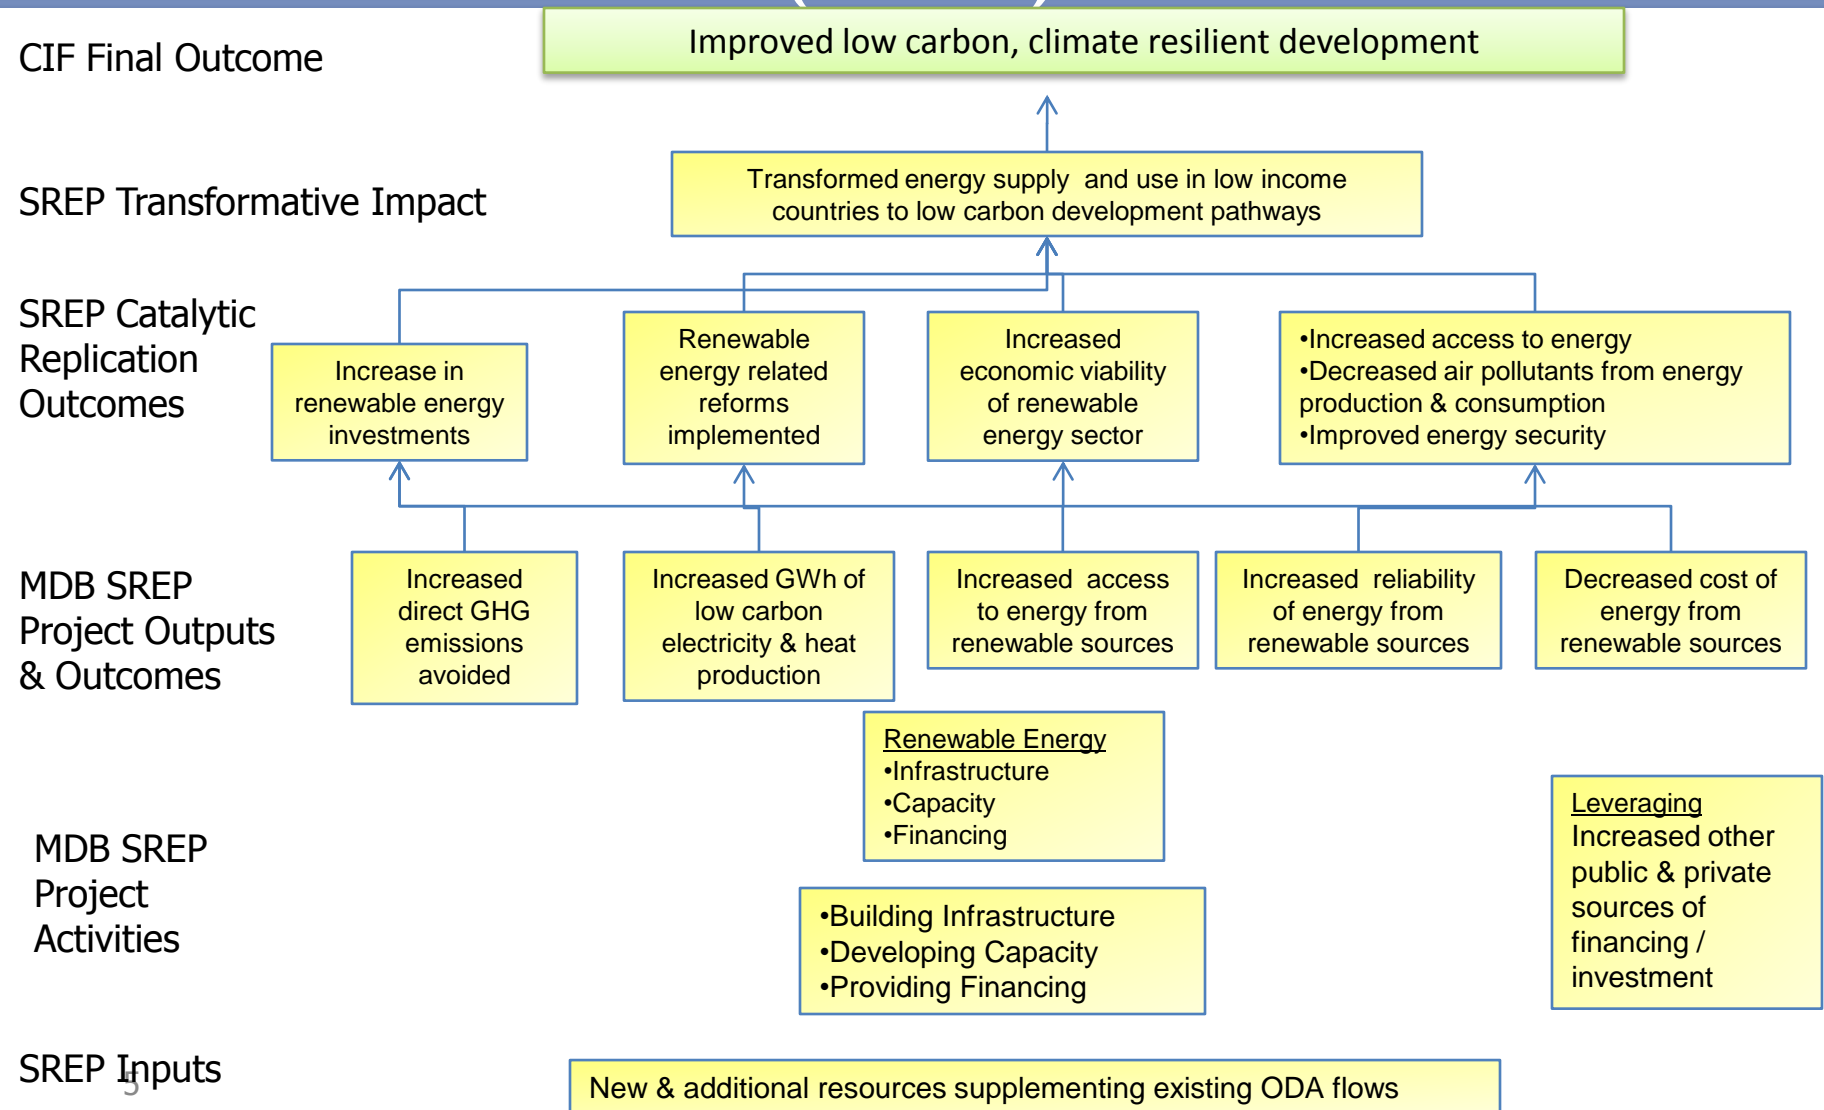 CIF Final Outcome
Improved low carbon, climate resilient development
SREP Transformative Impact
Transformed energy supply and use in low income
countries to low carbon development pathways
SREP Catalytic
Replication
Outcomes
Increase in
renewable energy
investments
Renewable
energy related
reforms
implemented
Increased
economic viability
of renewable
energy sector
•Increased access to energy
•Decreased air pollutants from energy
production & consumption
•Improved energy security
MDB SREP
Project Outputs
& Outcomes
Increased
direct GHG
emissions
avoided
Increased GWh of
low carbon
electricity & heat
production
Increased access
to energy from
renewable sources
Increased reliability
of energy from
renewable sources
Decreased cost of
energy from
renewable sources
MDB SREP
Project
Activities
Renewable Energy
•Infrastructure
•Capacity
•Financing
•Building Infrastructure
•Developing Capacity
•Providing Financing
Leveraging
Increased other
public & private
sources of
financing /
investment
SREP Inputs
5
New & additional resources supplementing existing ODA flows